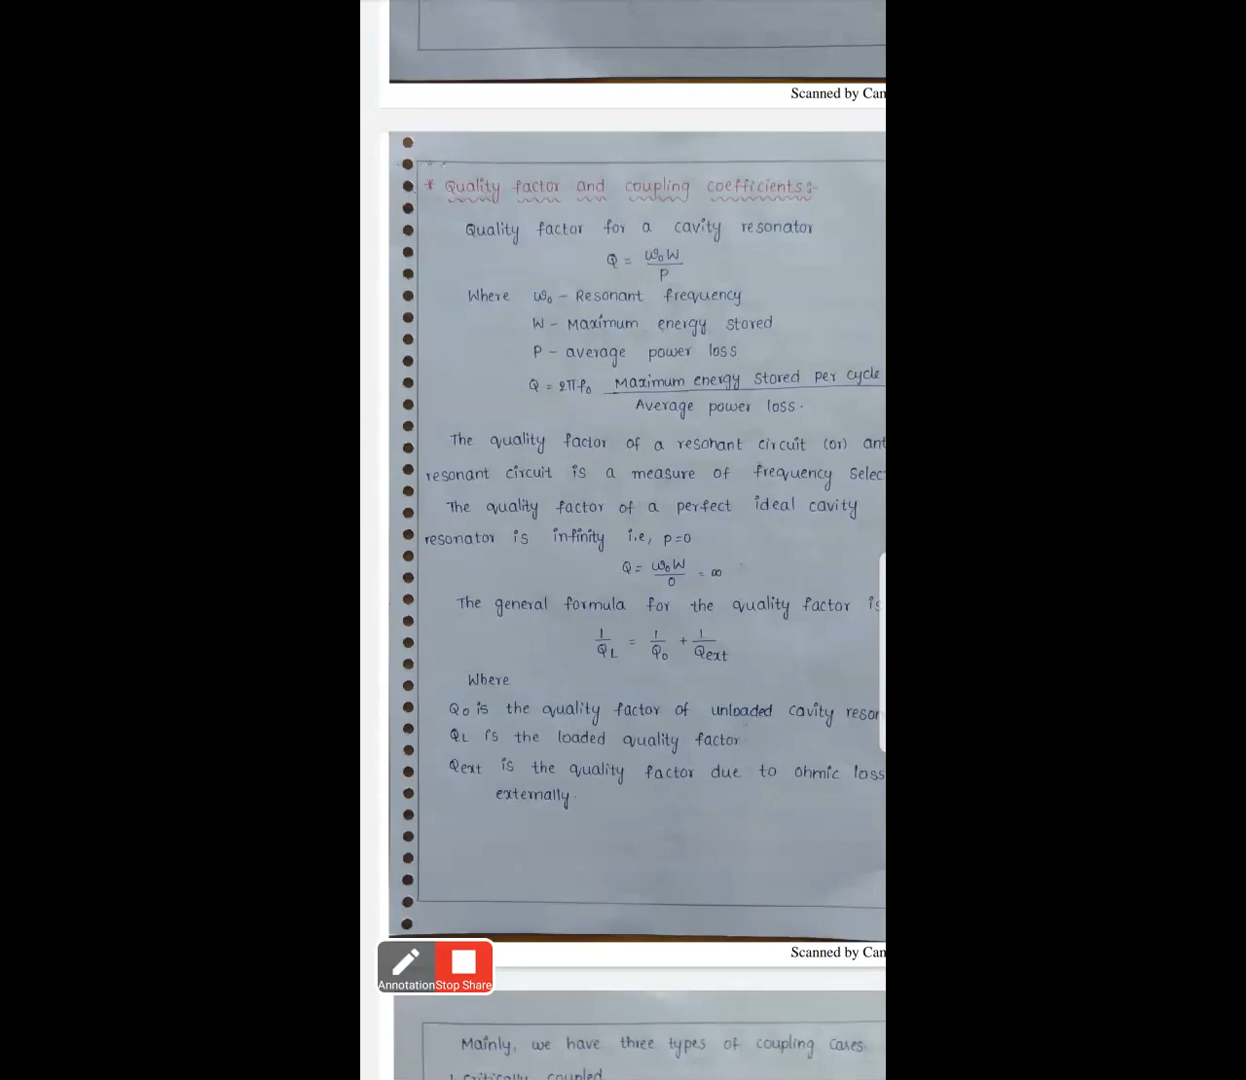 Scanned by Can
* Quality factor and coupling coefficients:-
Quality factor for a cavity resonator
Q = ω₀W / P
Where ω₀ - Resonant frequency
W - Maximum energy stored
P - average power loss
Q = 2πf₀ Maximum energy stored per cycle / Average power loss.
The quality factor of a resonant circuit (or) ant
resonant circuit is a measure of frequency selec
The quality factor of a perfect ideal cavity
resonator is infinity i.e, p=0
Q = ω₀W / 0 = ∞
The general formula for the quality factor is
1/Q_L = 1/Q₀ + 1/Qext
Where
Q₀ is the quality factor of unloaded cavity reson
Q_L is the loaded quality factor
Qext is the quality factor due to ohmic loss
externally.
Scanned by Can
Annotation Stop Share
Mainly, we have three types of coupling cases
1. critically coupled